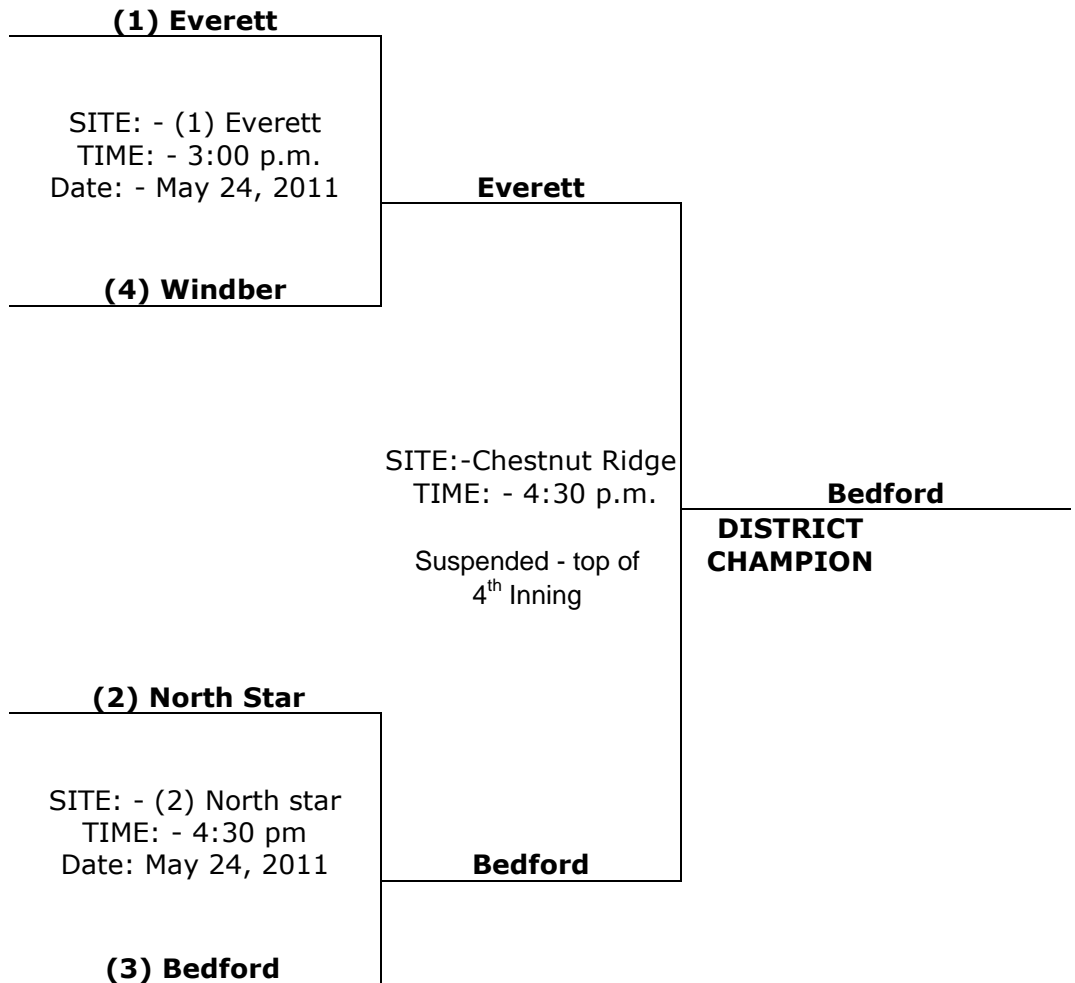 (1) Everett
SITE: - (1) Everett
TIME: - 3:00 p.m.
Date: - May 24, 2011
Everett
(4) Windber
SITE:-Chestnut Ridge
TIME: - 4:30 p.m.
Suspended - top of
4th Inning
Bedford
DISTRICT
CHAMPION
(2) North Star
SITE: - (2) North star
TIME: - 4:30 pm
Date: May 24, 2011
Bedford
(3) Bedford